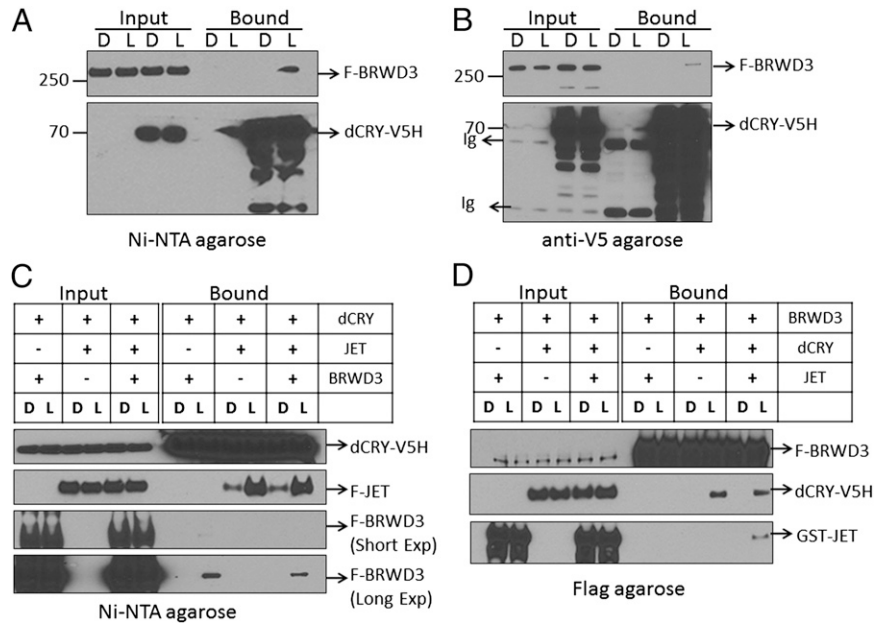 A
Input Bound
D L D L D L D L
250
F-BRWD3
70
dCRY-V5H
Ni-NTA agarose
B
Input Bound
D L D L D L D L
250
F-BRWD3
70
dCRY-V5H
Ig
Ig
anti-V5 agarose
C
Input Bound
+ + + + + + dCRY
- + + - + + JET
+ - + + - + BRWD3
D L D L D L D L D L D L
dCRY-V5H
F-JET
F-BRWD3
(Short Exp)
F-BRWD3
(Long Exp)
Ni-NTA agarose
D
Input Bound
+ + + + + + BRWD3
- + + - + + dCRY
+ - + + - + JET
D L D L D L D L D L D L
F-BRWD3
dCRY-V5H
GST-JET
Flag agarose